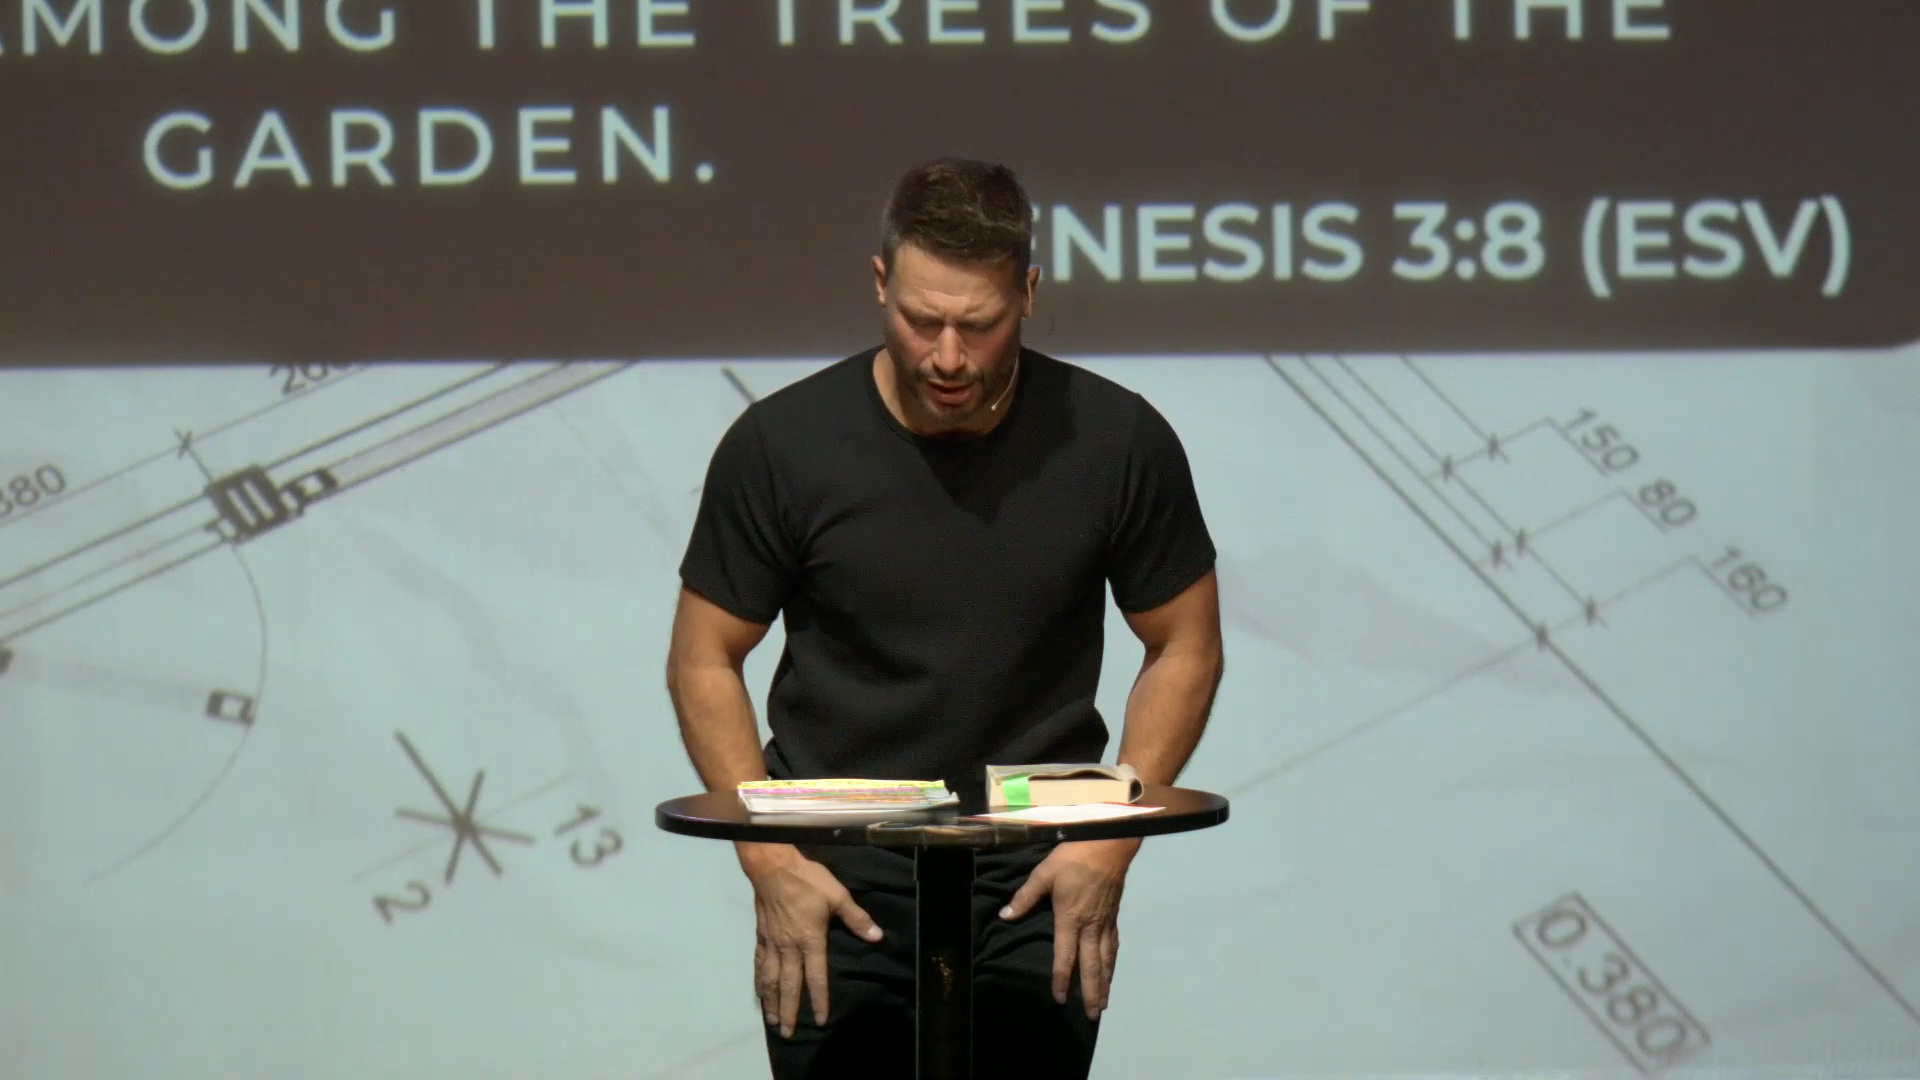 AMONG THE TREES OF THE
GARDEN.
ENESIS 3:8 (ESV)
380
150
80
160
13
2
0.380